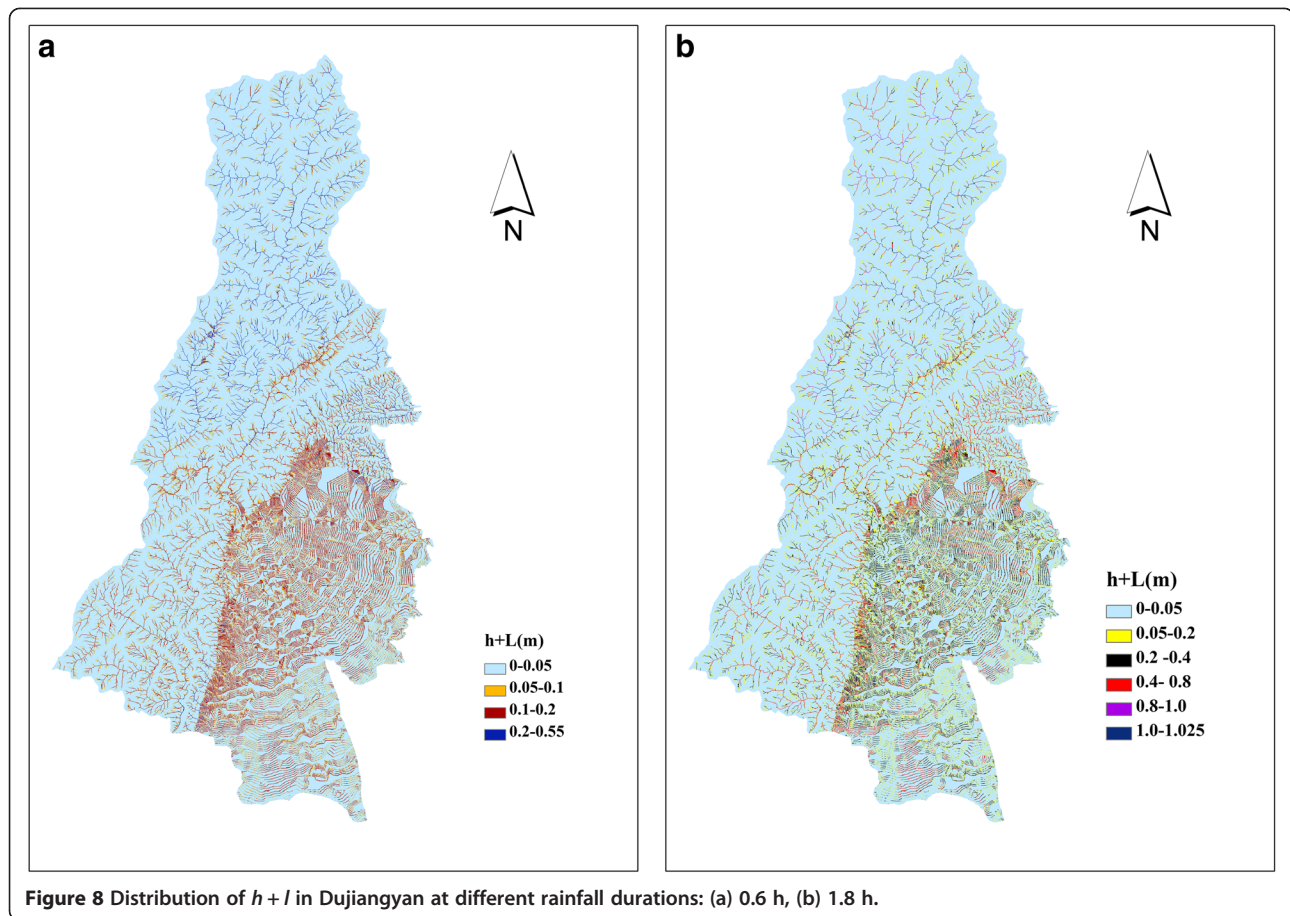 a
N
h+L(m)
0-0.05
0.05-0.1
0.1-0.2
0.2-0.55
b
N
h+L(m)
0-0.05
0.05-0.2
0.2 -0.4
0.4- 0.8
0.8-1.0
1.0-1.025
Figure 8 Distribution of h + l in Dujiangyan at different rainfall durations: (a) 0.6 h, (b) 1.8 h.